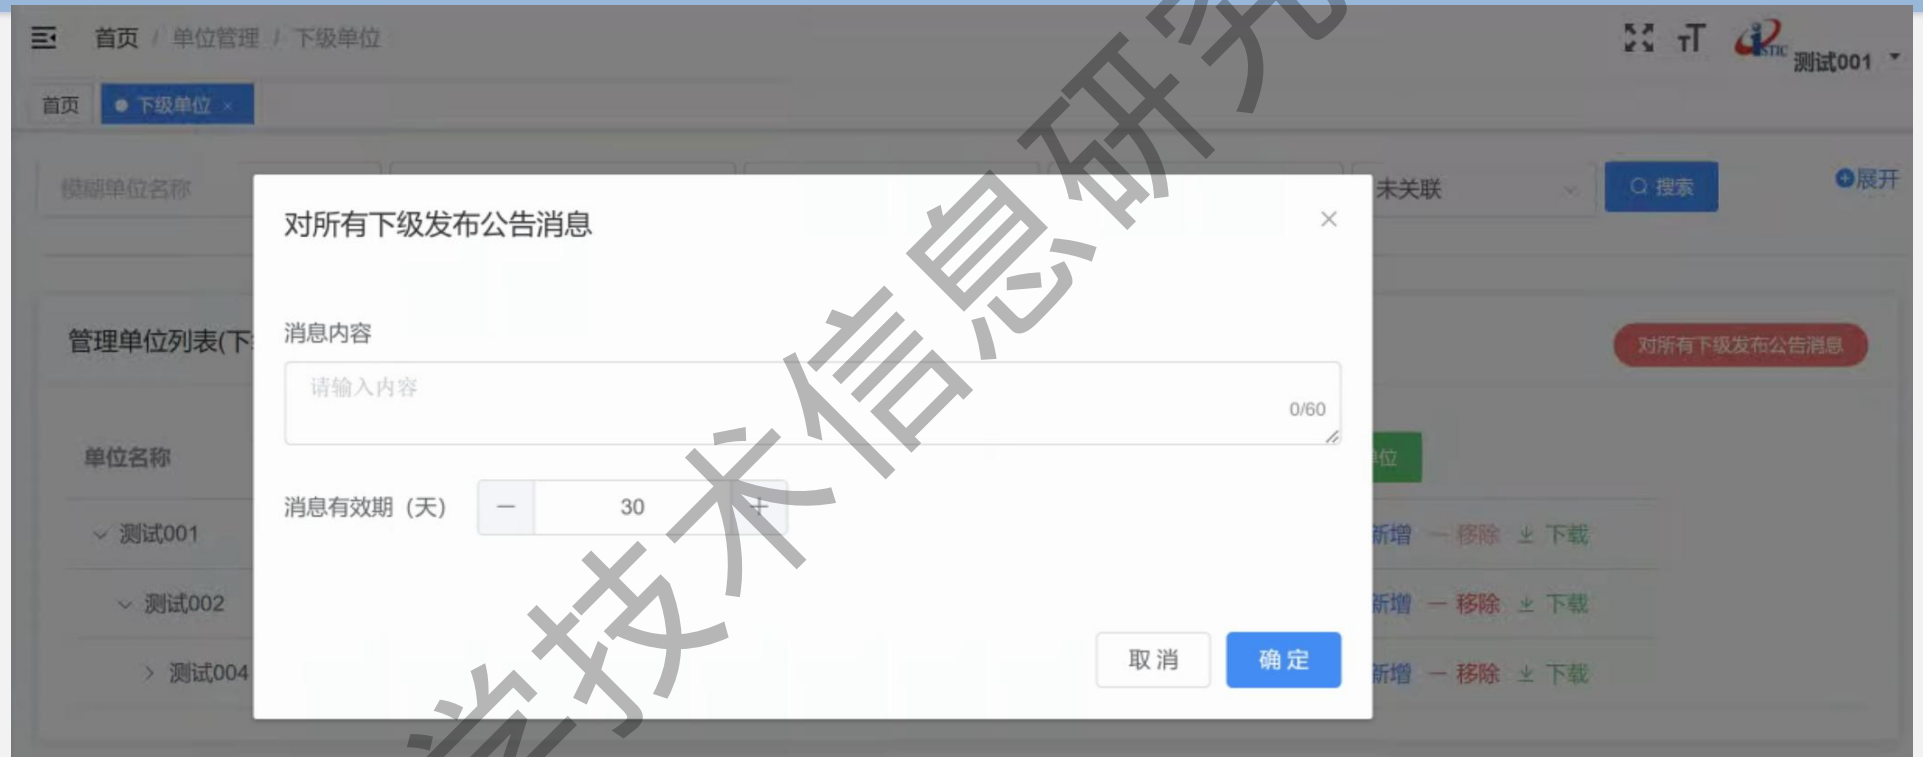 首页 / 单位管理 / 下级单位
STIC 测试001
首页 下级单位 ×
模糊单位名称 未关联 搜索 展开
对所有下级发布公告消息
管理单位列表(下 对所有下级发布公告消息
消息内容
请输入内容
0/60
单位名称 单位
消息有效期（天） — 30 +
测试001 新增 — 移除 下载
测试002 新增 — 移除 下载
测试004 新增 — 移除 下载
取消 确定
学技术信息研究